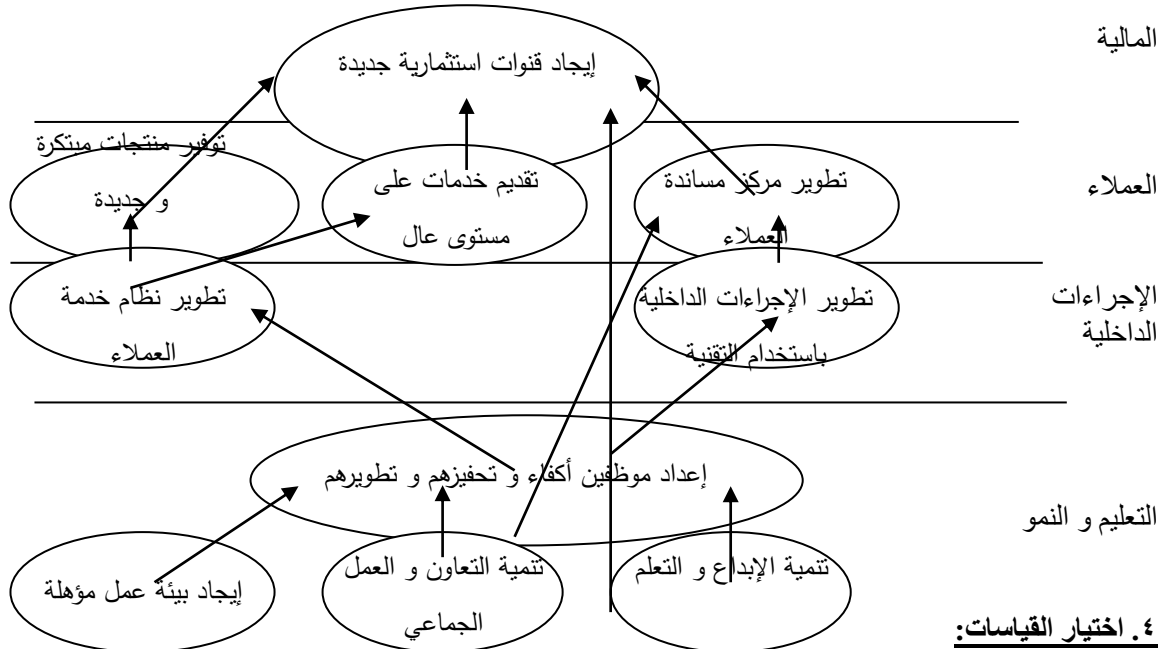 المالية
إيجاد قنوات استثمارية جديدة
العملاء
تطوير مركز مساندة
العملاء
تقديم خدمات على
مستوى عال
توفير منتجات مبتكرة
و جديدة
الإجراءات
الداخلية
تطوير الإجراءات الداخلية
باستخدام التقنية
تطوير نظام خدمة
العملاء
التعليم و النمو
إعداد موظفين أكفاء و تحفيزهم و تطويرهم
تنمية الإبداع و التعلم
تنمية التعاون و العمل
الجماعي
إيجاد بيئة عمل مؤهلة
٤. اختيار القياسات: